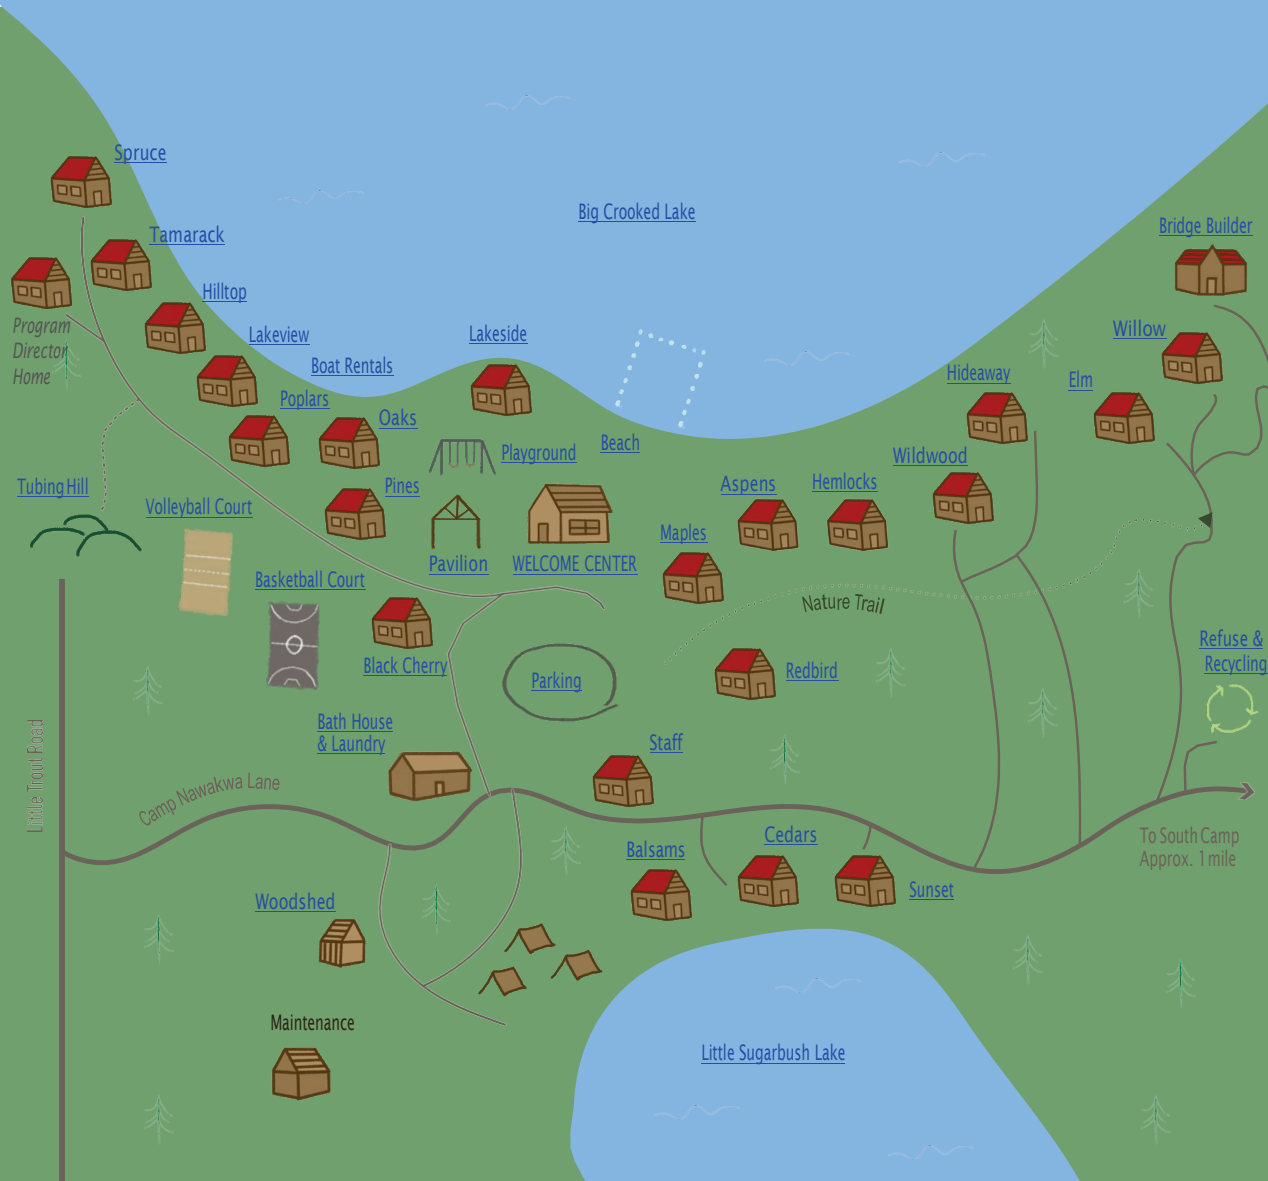 Spruce
Big Crooked Lake
Bridge Builder
Tamarack
Hilltop
Program
Director
Home
Lakeview
Lakeside
Willow
Boat Rentals
Hideaway
Elm
Poplars
Oaks
Playground
Beach
Wildwood
Tubing Hill
Volleyball Court
Pines
Aspens
Hemlocks
Maples
Pavilion
WELCOME CENTER
Basketball Court
Nature Trail
Black Cherry
Parking
Redbird
Refuse &
Recycling
Bath House
& Laundry
Staff
Little Trout Road
Camp Nawakwa Lane
Balsams
Cedars
Sunset
To South Camp
Approx. 1 mile
Woodshed
Maintenance
Little Sugarbush Lake